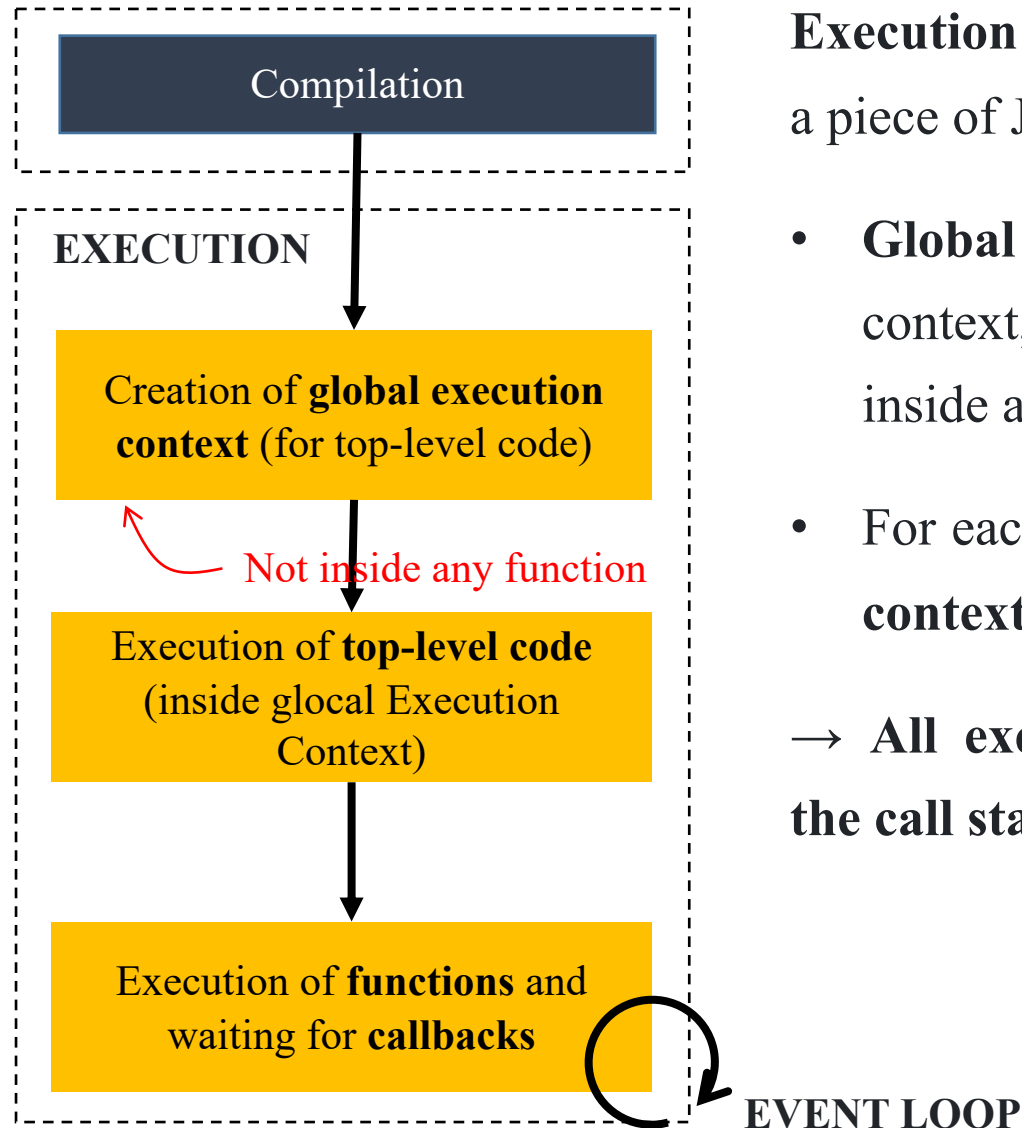 Compilation
EXECUTION
Creation of global execution
context (for top-level code)
Not inside any function
Execution of top-level code
(inside glocal Execution
Context)
Execution of functions and
waiting for callbacks
EVENT LOOP
Execution
a piece of
• Global
context,
inside a
• For eac
context
→ All exe
the call sta